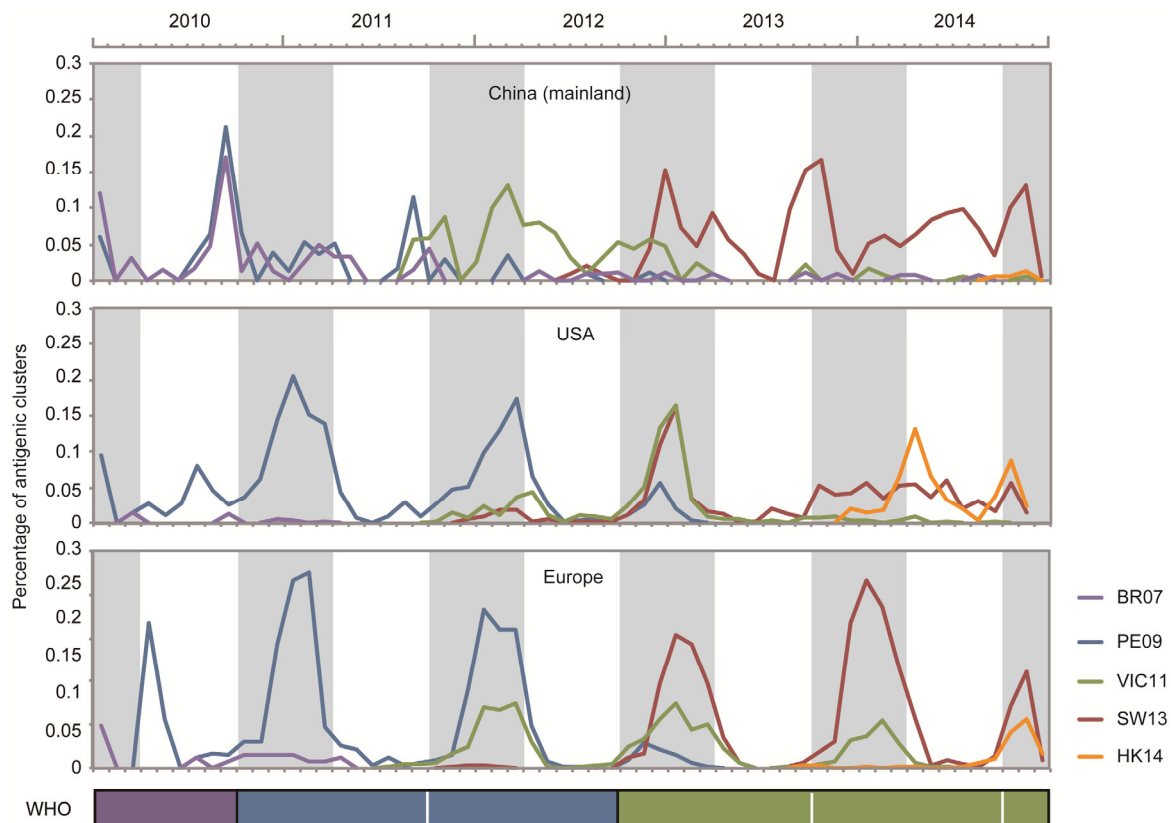 2010 2011 2012 2013 2014
0.3
China (mainland)
0.25
0.2
0.15
0.1
0.05
0
0.3
USA
0.25
0.2
0.15
0.1
0.05
0
0.3
Europe
0.25
0.2
0.15
0.1
0.05
0
Percentage of antigenic clusters
BR07
PE09
VIC11
SW13
HK14
WHO